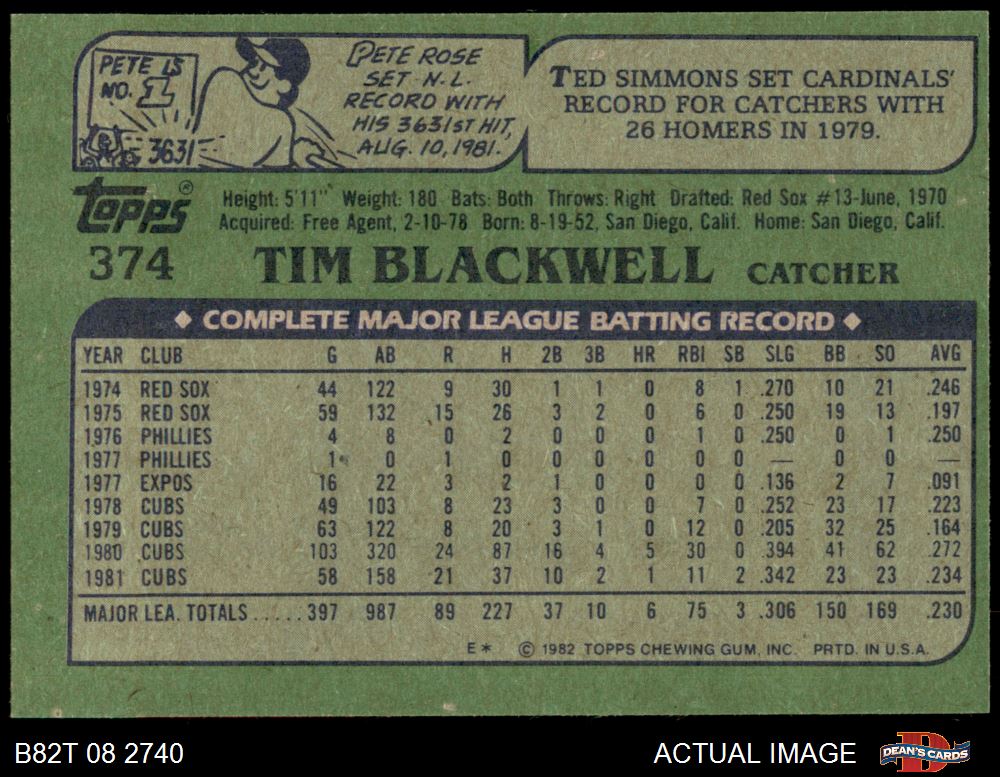 PETE IS
NO. 1
3631
PETE ROSE
SET N.L.
RECORD WITH
HIS 3631ST HIT,
AUG. 10, 1981.
TED SIMMONS SET CARDINALS'
RECORD FOR CATCHERS WITH
26 HOMERS IN 1979.
Topps®
Height: 5'11" Weight: 180 Bats: Both Throws: Right Drafted: Red Sox #13-June, 1970
Acquired: Free Agent, 2-10-78 Born: 8-19-52, San Diego, Calif. Home: San Diego, Calif.
374 TIM BLACKWELL CATCHER
◆ COMPLETE MAJOR LEAGUE BATTING RECORD ◆
YEAR CLUB G AB R H 2B 3B HR RBI SB SLG BB SO AVG
1974 RED SOX 44 122 9 30 1 1 0 8 1 .270 10 21 .246
1975 RED SOX 59 132 15 26 3 2 0 6 0 .250 19 13 .197
1976 PHILLIES 4 8 0 2 0 0 0 1 0 .250 0 1 .250
1977 PHILLIES 1 0 1 0 0 0 0 0 0 — 0 0 —
1977 EXPOS 16 22 3 2 1 0 0 0 0 .136 2 7 .091
1978 CUBS 49 103 8 23 3 0 0 7 0 .252 23 17 .223
1979 CUBS 63 122 8 20 3 1 0 12 0 .205 32 25 .164
1980 CUBS 103 320 24 87 16 4 5 30 0 .394 41 62 .272
1981 CUBS 58 158 21 37 10 2 1 11 2 .342 23 23 .234
MAJOR LEA. TOTALS .....397 987 89 227 37 10 6 75 3 .306 150 169 .230
E* © 1982 TOPPS CHEWING GUM, INC. PRTD. IN U.S.A.
B82T 08 2740 ACTUAL IMAGE DEAN'S CARDS